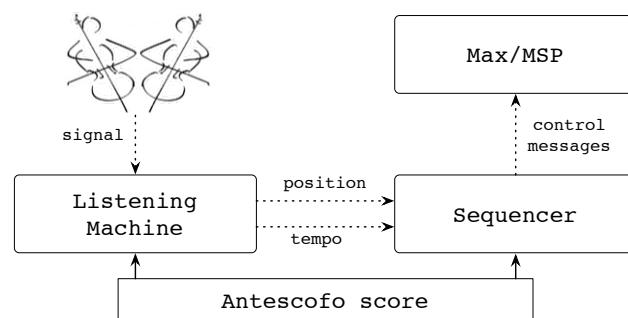 Max/MSP
signal
control
messages
Listening
Machine
position
tempo
Sequencer
Antescofo score